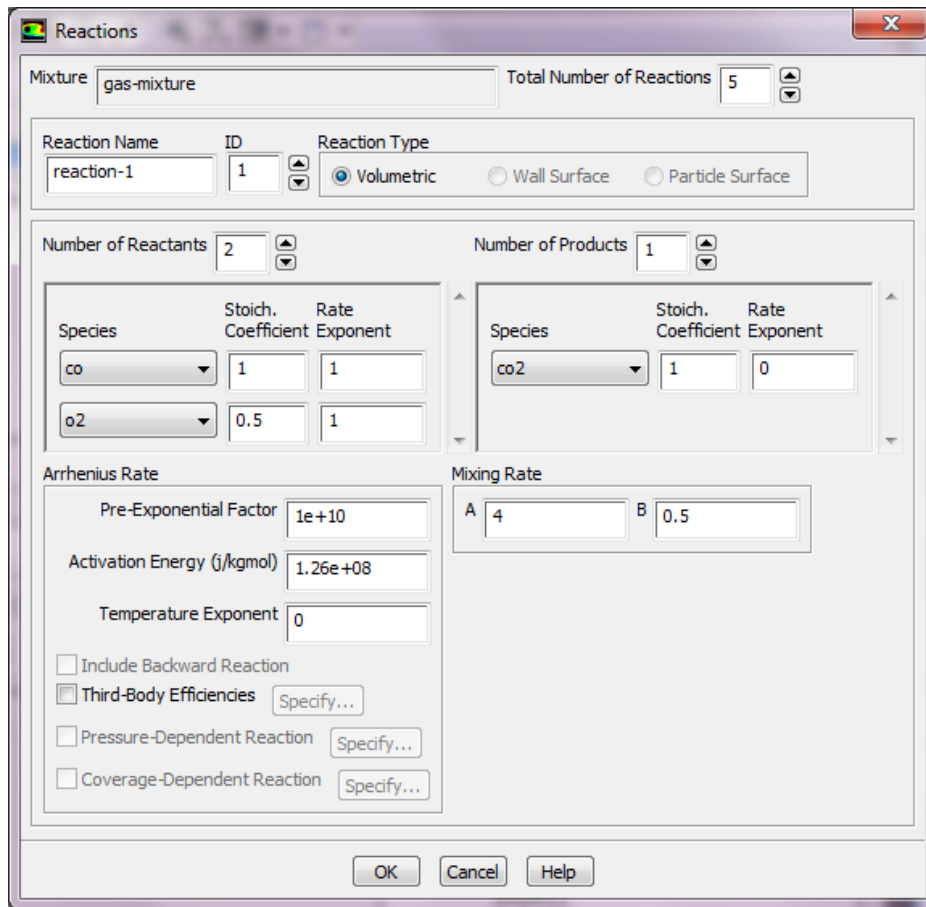 Reactions
Mixture gas-mixture Total Number of Reactions 5
Reaction Name ID Reaction Type
reaction-1 1 Volumetric Wall Surface Particle Surface
Number of Reactants 2 Number of Products 1
Stoich. Rate Stoich. Rate
Species Coefficient Exponent Species Coefficient Exponent
co 1 1 co2 1 0
o2 0.5 1
Arrhenius Rate Mixing Rate
Pre-Exponential Factor 1e+10 A 4 B 0.5
Activation Energy (j/kgmol) 1.26e+08
Temperature Exponent 0
Include Backward Reaction
Third-Body Efficiencies Specify...
Pressure-Dependent Reaction Specify...
Coverage-Dependent Reaction Specify...
OK Cancel Help